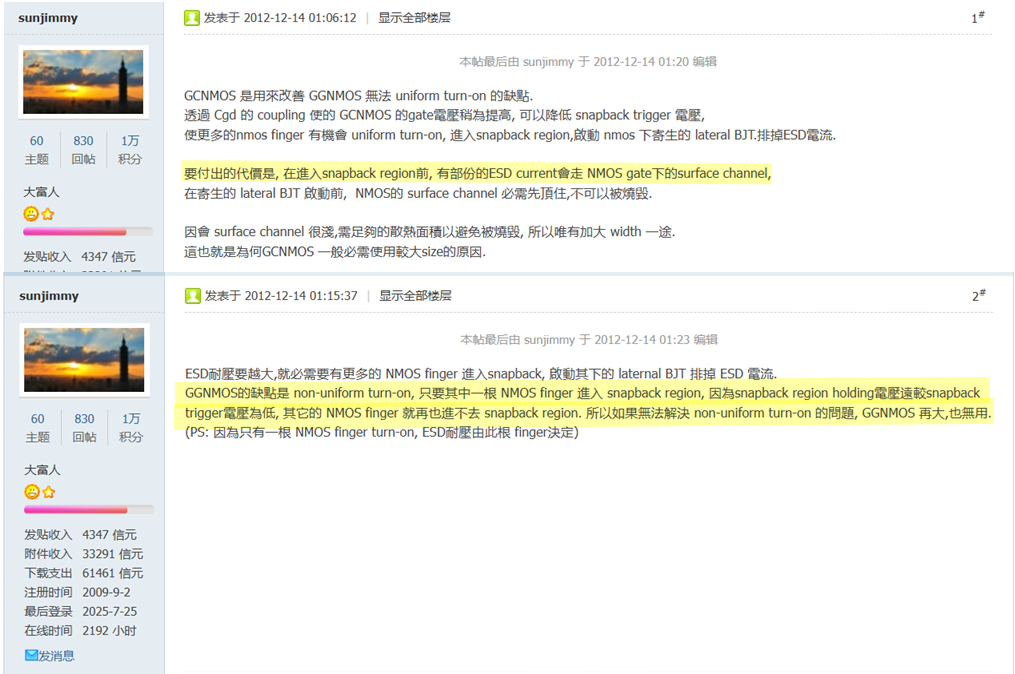 sunjimmy
发表于 2012-12-14 01:06:12 | 显示全部楼层
1#
本帖最后由 sunjimmy 于 2012-12-14 01:20 编辑
GCNMOS 是用來改善 GGNMOS 無法 uniform turn-on 的缺點.
透過 Cgd 的 coupling 使的 GCNMOS 的gate電壓稍為提高, 可以降低 snapback trigger 電壓,
使更多的nmos finger 有機會 uniform turn-on, 進入snapback region,啟動 nmos 下寄生的 lateral BJT.排掉ESD電流.
要付出的代價是, 在進入snapback region前, 有部份的ESD current會走 NMOS gate下的surface channel,
在寄生的 lateral BJT 啟動前, NMOS的 surface channel 必需先頂住,不可以被燒毀.
因會 surface channel 很淺,需足夠的散熱面積以避免被燒毀, 所以唯有加大 width 一途.
這也就是為何GCNMOS 一般必需使用較大size的原因.
60 830 1万
主题 回帖 积分
大富人
发贴收入 4347 信元
sunjimmy
发表于 2012-12-14 01:15:37 | 显示全部楼层
2#
本帖最后由 sunjimmy 于 2012-12-14 01:23 编辑
ESD耐壓要越大,就必需要有更多的 NMOS finger 進入snapback, 啟動其下的 laternal BJT 排掉 ESD 電流.
GGNMOS的缺點是 non-uniform turn-on, 只要其中一根 NMOS finger 進入 snapback region, 因為snapback region holding電壓遠較snapback
trigger電壓為低, 其它的 NMOS finger 就再也進不去 snapback region. 所以如果無法解決 non-uniform turn-on 的問題, GGNMOS 再大,也無用.
(PS: 因為只有一根 NMOS finger turn-on, ESD耐壓由此根 finger決定)
60 830 1万
主题 回帖 积分
大富人
发贴收入 4347 信元
附件收入 33291 信元
下载支出 61461 信元
注册时间 2009-9-2
最后登录 2025-7-25
在线时间 2192 小时
发消息